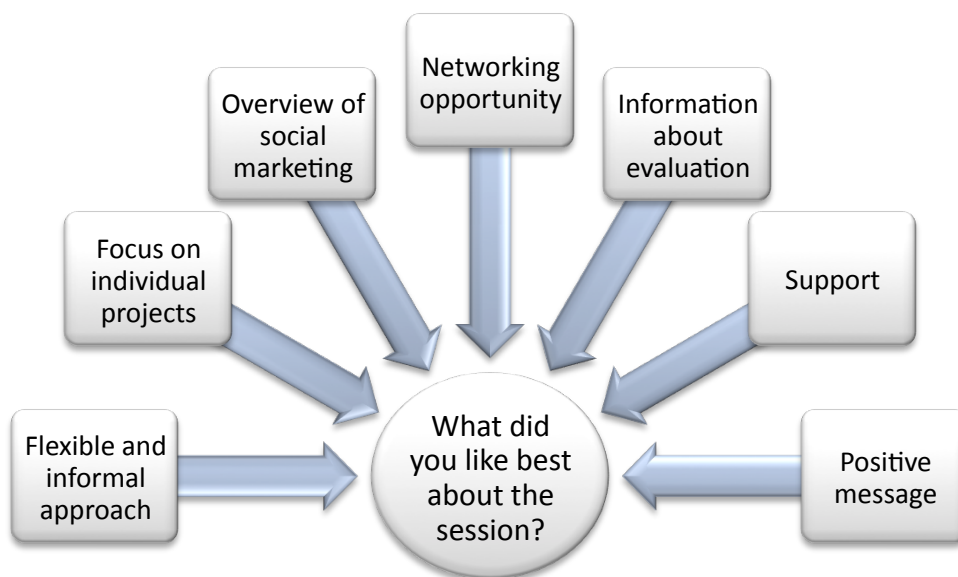 Flexible and
informal
approach
Focus on
individual
projects
Overview of
social
marketing
Networking
opportunity
Information
about
evaluation
Support
Positive
message
What did
you like best
about the
session?